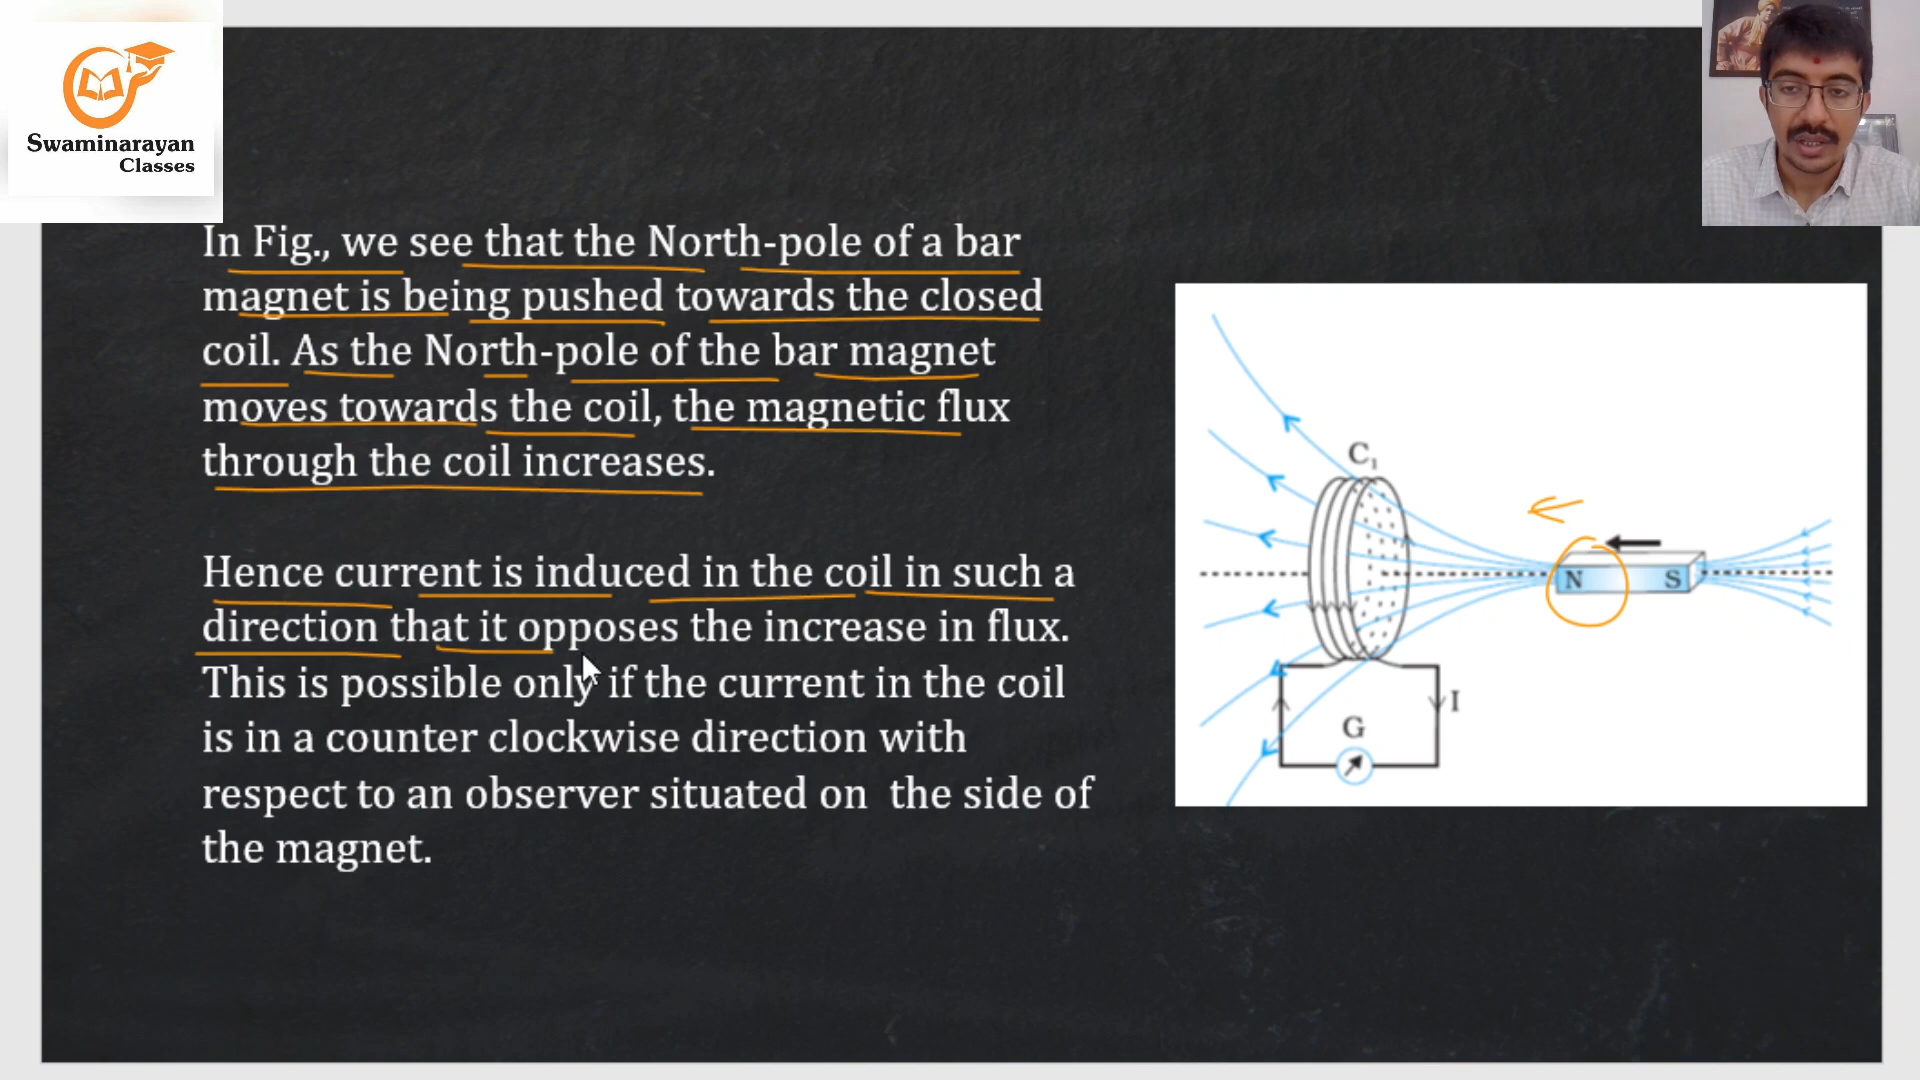 Swaminarayan
Classes
In Fig., we see that the North-pole of a bar
magnet is being pushed towards the closed
coil. As the North-pole of the bar magnet
moves towards the coil, the magnetic flux
through the coil increases.
Hence current is induced in the coil in such a
direction that it opposes the increase in flux.
This is possible only if the current in the coil
is in a counter clockwise direction with
respect to an observer situated on  the side of
the magnet.
C₁
N
S
I
G